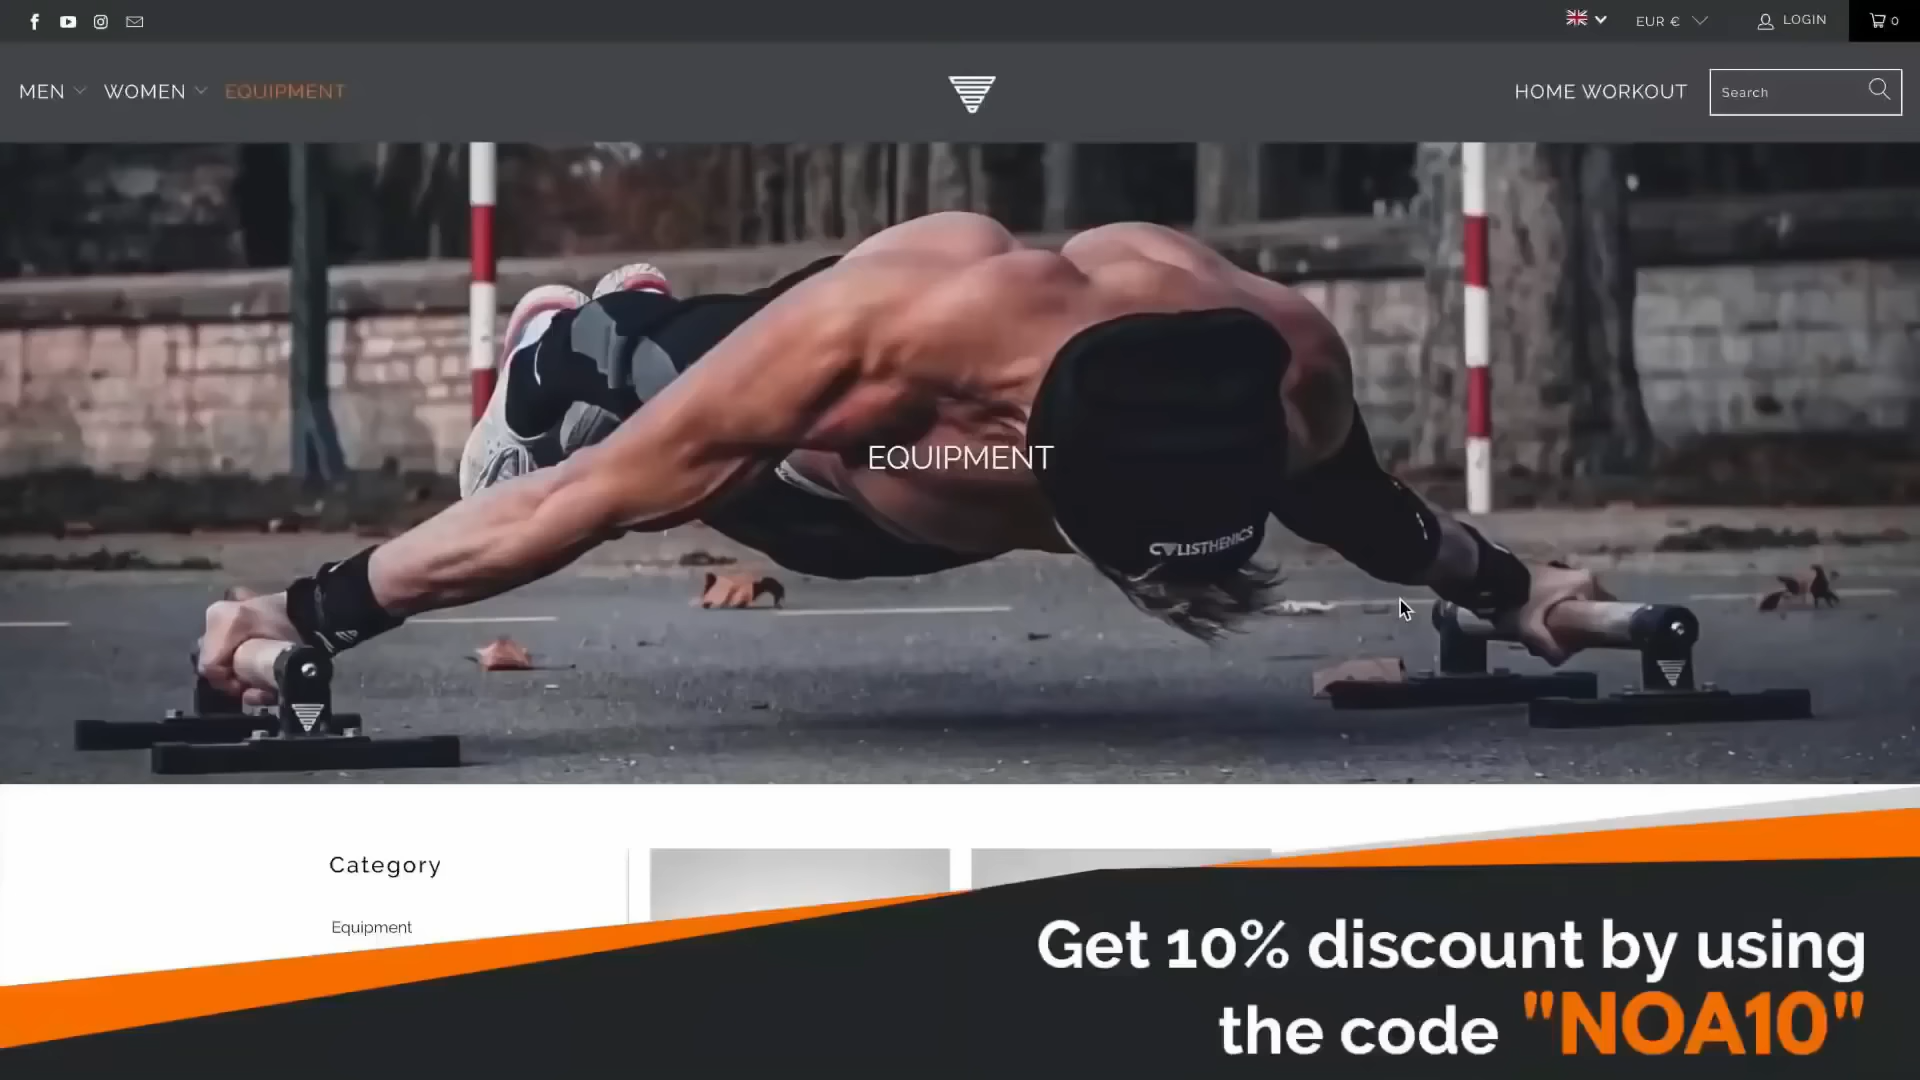 EUR €
LOGIN
0
MEN
WOMEN
EQUIPMENT
HOME WORKOUT
Search
EQUIPMENT
CALISTHENICS
Category
Equipment
Get 10% discount by using
the code "NOA10"